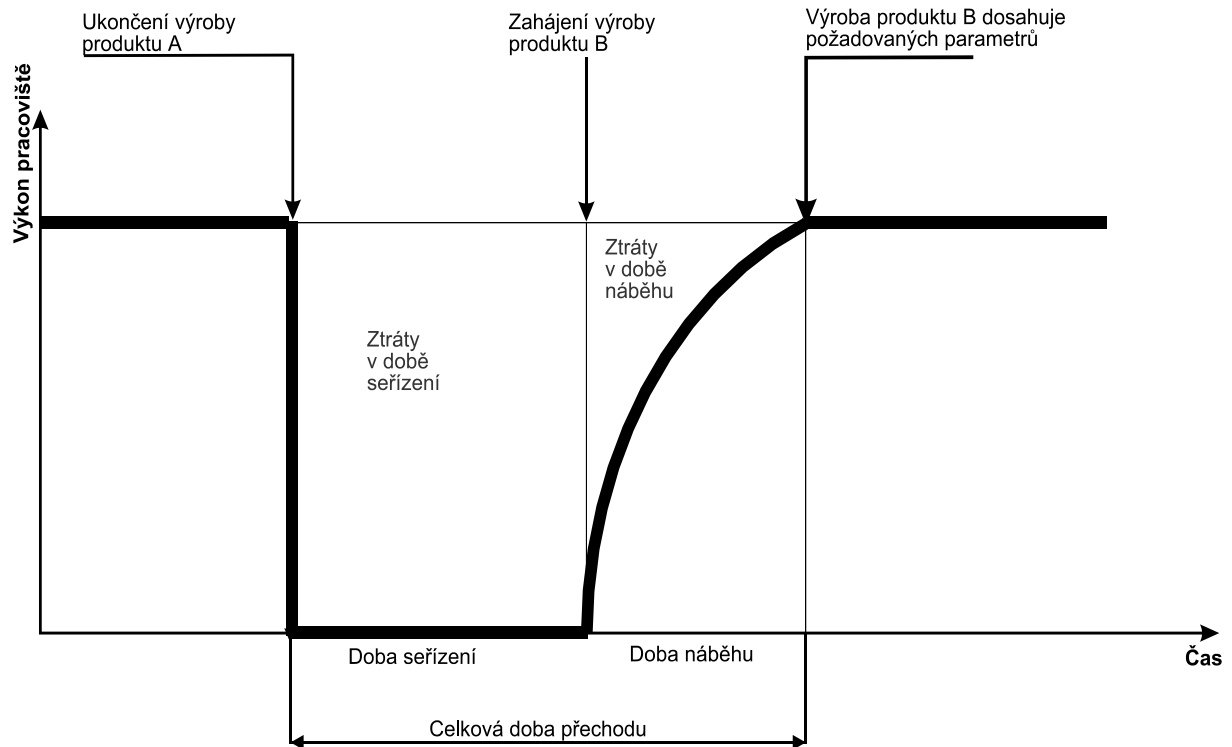 Ukončení výroby
produktu A
Zahájení výroby
produktu B
Výroba produktu B dosahuje
požadovaných parametrů
Výkon pracoviště
Ztráty
v době
náběhu
Ztráty
v době
seřízení
Doba seřízení
Doba náběhu
Čas
Celková doba přechodu